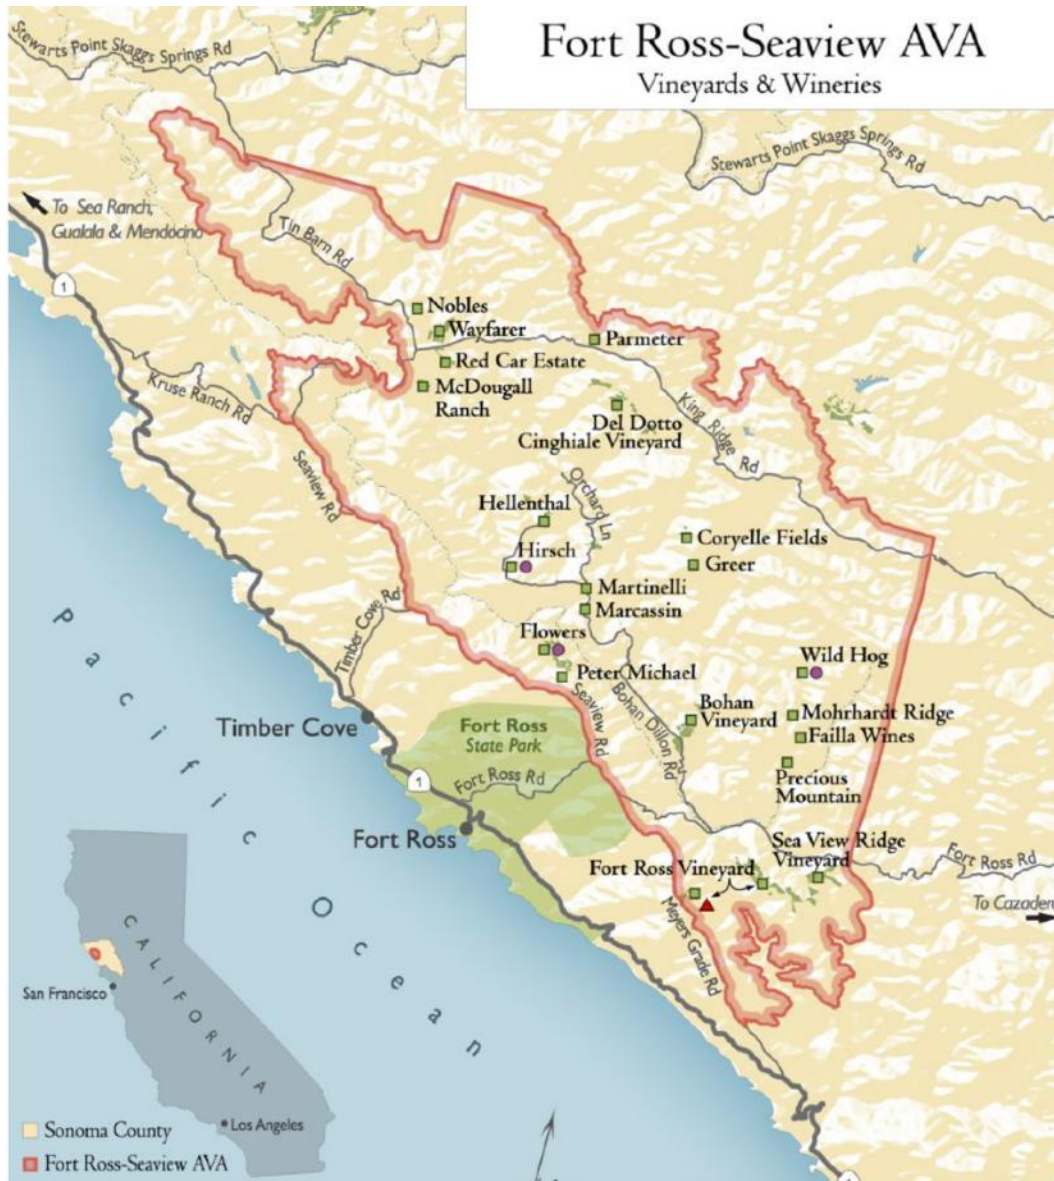 Fort Ross-Seaview AVA
Vineyards & Wineries
Stewarts Point Skaggs Springs Rd
Stewarts Point Skaggs Springs Rd
To Sea Ranch,
Gualala & Mendocino
1
Tin Barn Rd
Nobles
Wayfarer
Parmeter
Red Car Estate
McDougall
Ranch
Kruse Ranch Rd
Del Dotto
Cinghiale Vineyard
King Ridge Rd
Seaview Rd
Orchard Ln
Hellenthal
Coryelle Fields
Hirsch
Greer
Martinelli
Marcassin
Timber Cove Rd
Flowers
Wild Hog
Peter Michael
Seaview Rd
Bohan Dillon Rd
Bohan
Vineyard
Mohrhardt Ridge
Failla Wines
Timber Cove
Fort Ross
State Park
Precious
Mountain
1
Fort Ross Rd
Fort Ross
Sea View Ridge
Vineyard
Fort Ross Vineyard
Fort Ross Rd
To Cazadero
Meyers Grade Rd
Pacific Ocean
CALIFORNIA
San Francisco
Los Angeles
Sonoma County
Fort Ross-Seaview AVA
1